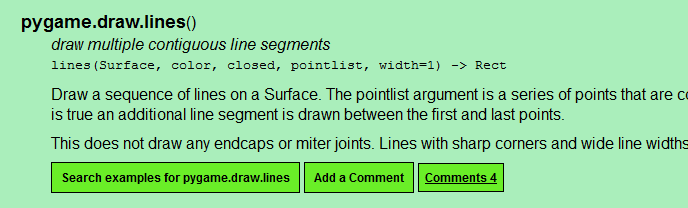 pygame.draw.lines()
draw multiple contiguous line segments
lines(Surface, color, closed, pointlist, width=1) -> Rect
Draw a sequence of lines on a Surface. The pointlist argument is a series of points that are
is true an additional line segment is drawn between the first and last points.
This does not draw any endcaps or miter joints. Lines with sharp corners and wide line widths
Search examples for pygame.draw.lines Add a Comment Comments 4